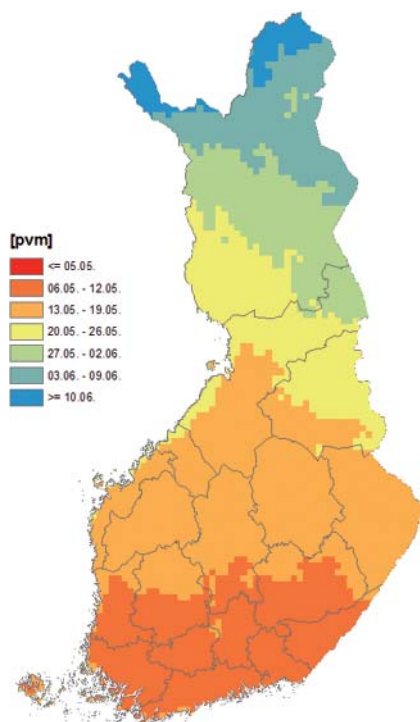 [pvm]
<= 05.05.
06.05. - 12.05.
13.05. - 19.05.
20.05. - 26.05.
27.05. - 02.06.
03.06. - 09.06.
>= 10.06.